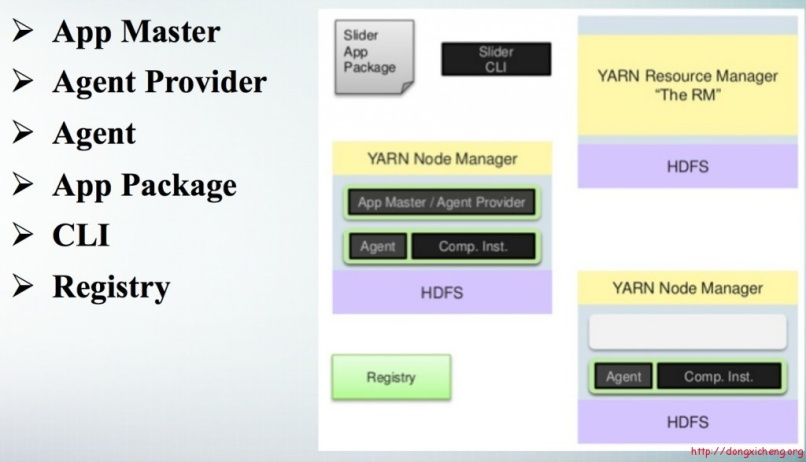 App Master
Agent Provider
Agent
App Package
CLI
Registry
Slider
App
Package
Slider
CLI
YARN Resource Manager
“The RM”
HDFS
YARN Node Manager
App Master / Agent Provider
Agent
Comp. Inst.
HDFS
YARN Node Manager
Agent
Comp. Inst.
HDFS
Registry
http://dongxicheng.org